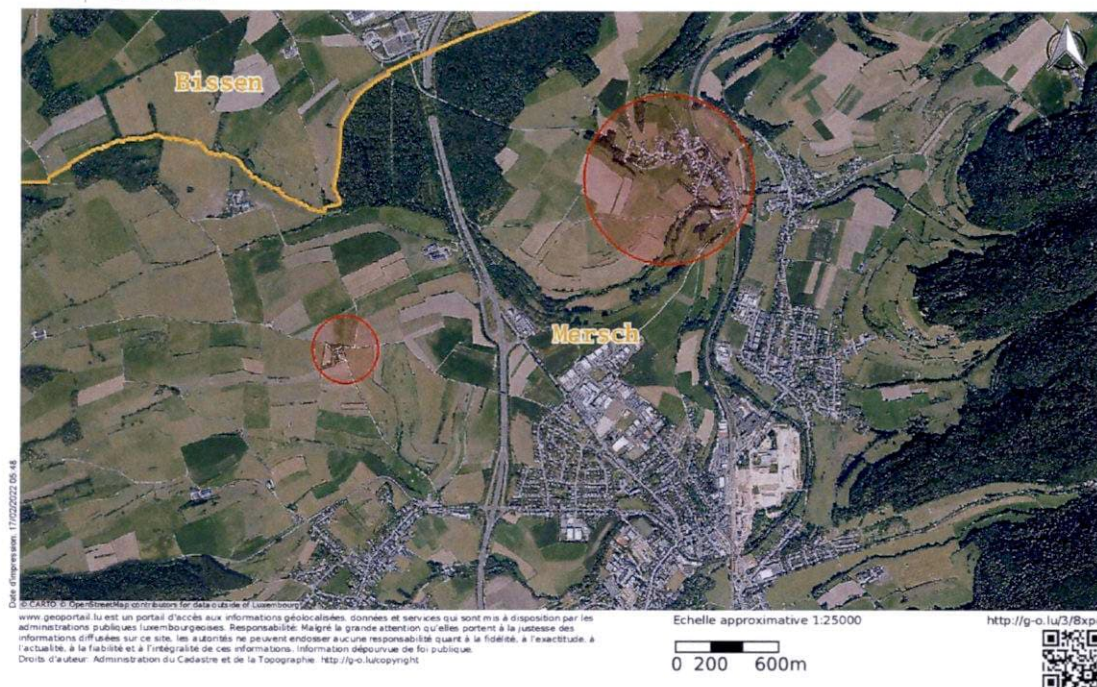 Bissen
Mersch
Date d'impression: 17/02/2022 06:48
© CARTO © OpenStreetMap contributors for data outside of Luxembourg
www.geoportail.lu est un portail d'accès aux informations géolocalisées, données et services qui sont mis à disposition par les
administrations publiques luxembourgeoises. Responsabilité: Malgré la grande attention qu'elles portent à la justesse des
informations diffusées sur ce site, les autorités ne peuvent endosser aucune responsabilité quant à la fidélité, à l'exactitude, à
l'actualité, à la fiabilité et à l'intégralité de ces informations. Information dépourvue de foi publique.
Droits d'auteur: Administration du Cadastre et de la Topographie. http://g-o.lu/copyright
Echelle approximative 1:25000
http://g-o.lu/3/8xp
0 200 600m